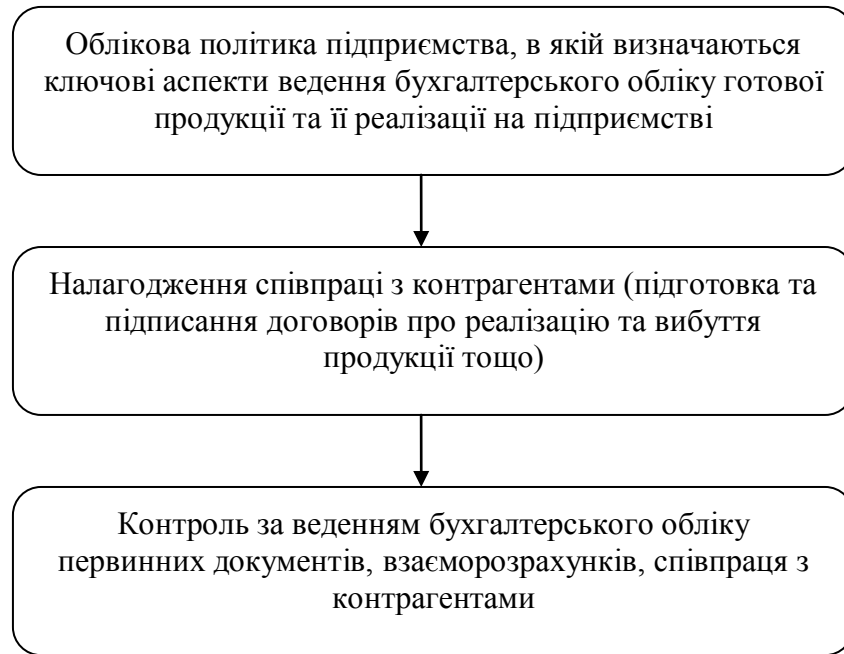 Облікова політика підприємства, в якій визначаються
ключові аспекти ведення бухгалтерського обліку готової
продукції та її реалізації на підприємстві
Налагодження співпраці з контрагентами (підготовка та
підписання договорів про реалізацію та вибуття
продукції тощо)
Контроль за веденням бухгалтерського обліку
первинних документів, взаєморозрахунків, співпраця з
контрагентами